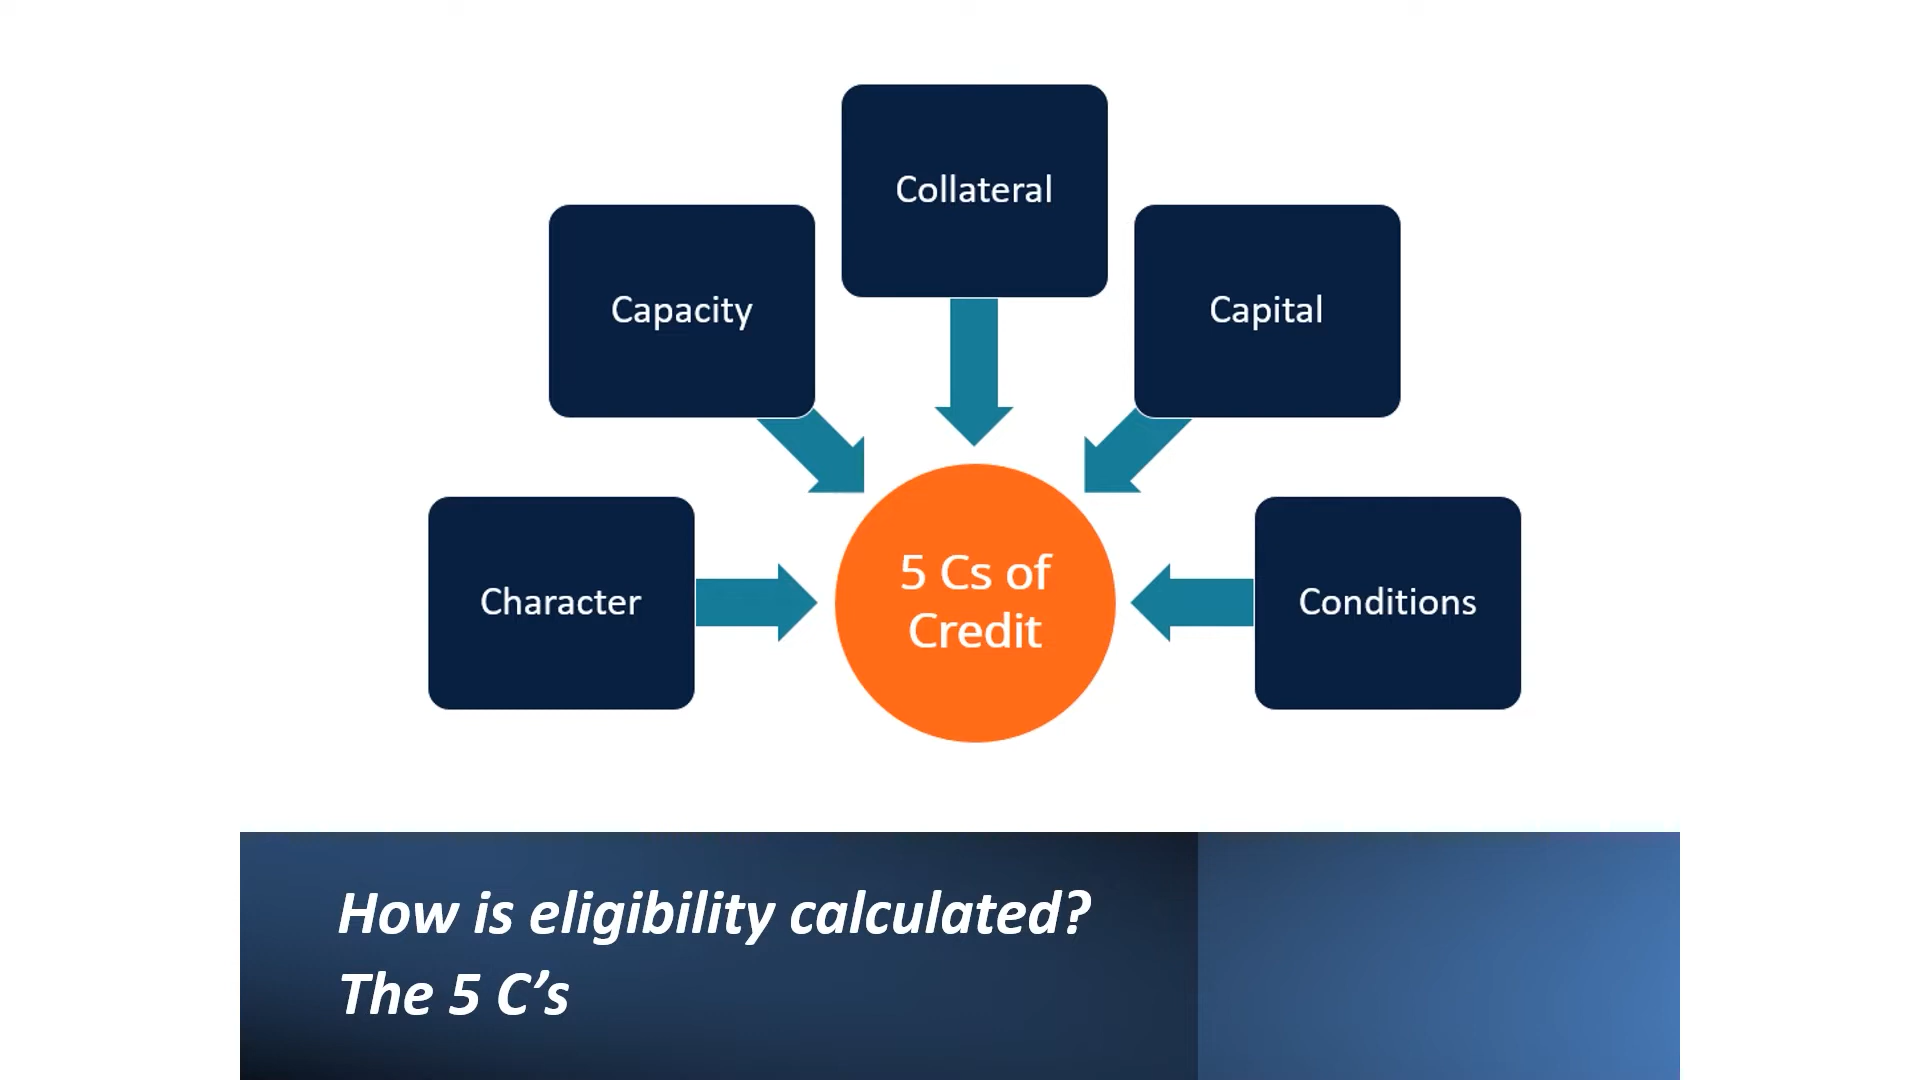 Collateral
Capacity
Capital
Character
5 Cs of
Credit
Conditions
How is eligibility calculated?
The 5 C’s